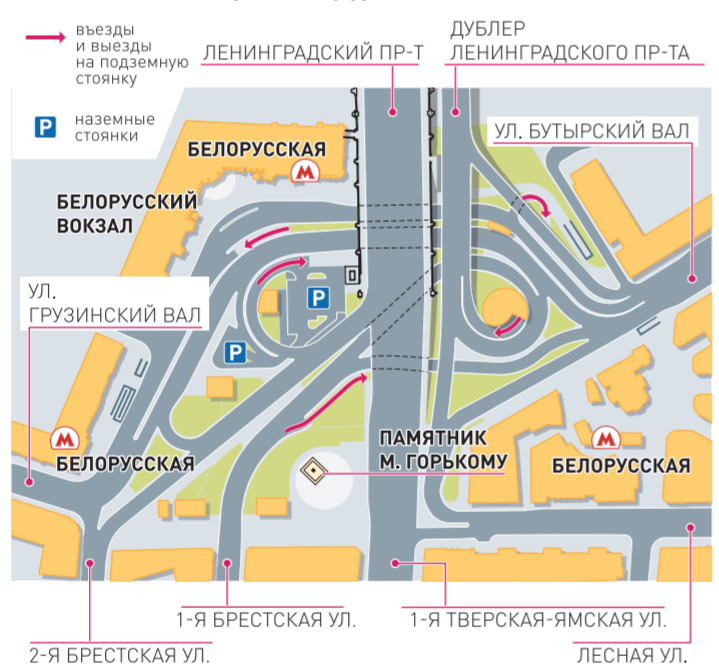 въезды
и выезды
на подземную
стоянку
ЛЕНИНГРАДСКИЙ ПР-Т
ДУБЛЕР
ЛЕНИНГРАДСКОГО ПР-ТА
P
наземные
стоянки
УЛ. БУТЫРСКИЙ ВАЛ
БЕЛОРУССКАЯ
М
БЕЛОРУССКИЙ
ВОКЗАЛ
УЛ.
ГРУЗИНСКИЙ ВАЛ
P
P
М
БЕЛОРУССКАЯ
ПАМЯТНИК
М. ГОРЬКОМУ
М
БЕЛОРУССКАЯ
1-Я БРЕСТСКАЯ УЛ.
1-Я ТВЕРСКАЯ-ЯМСКАЯ УЛ.
2-Я БРЕСТСКАЯ УЛ.
ЛЕСНАЯ УЛ.